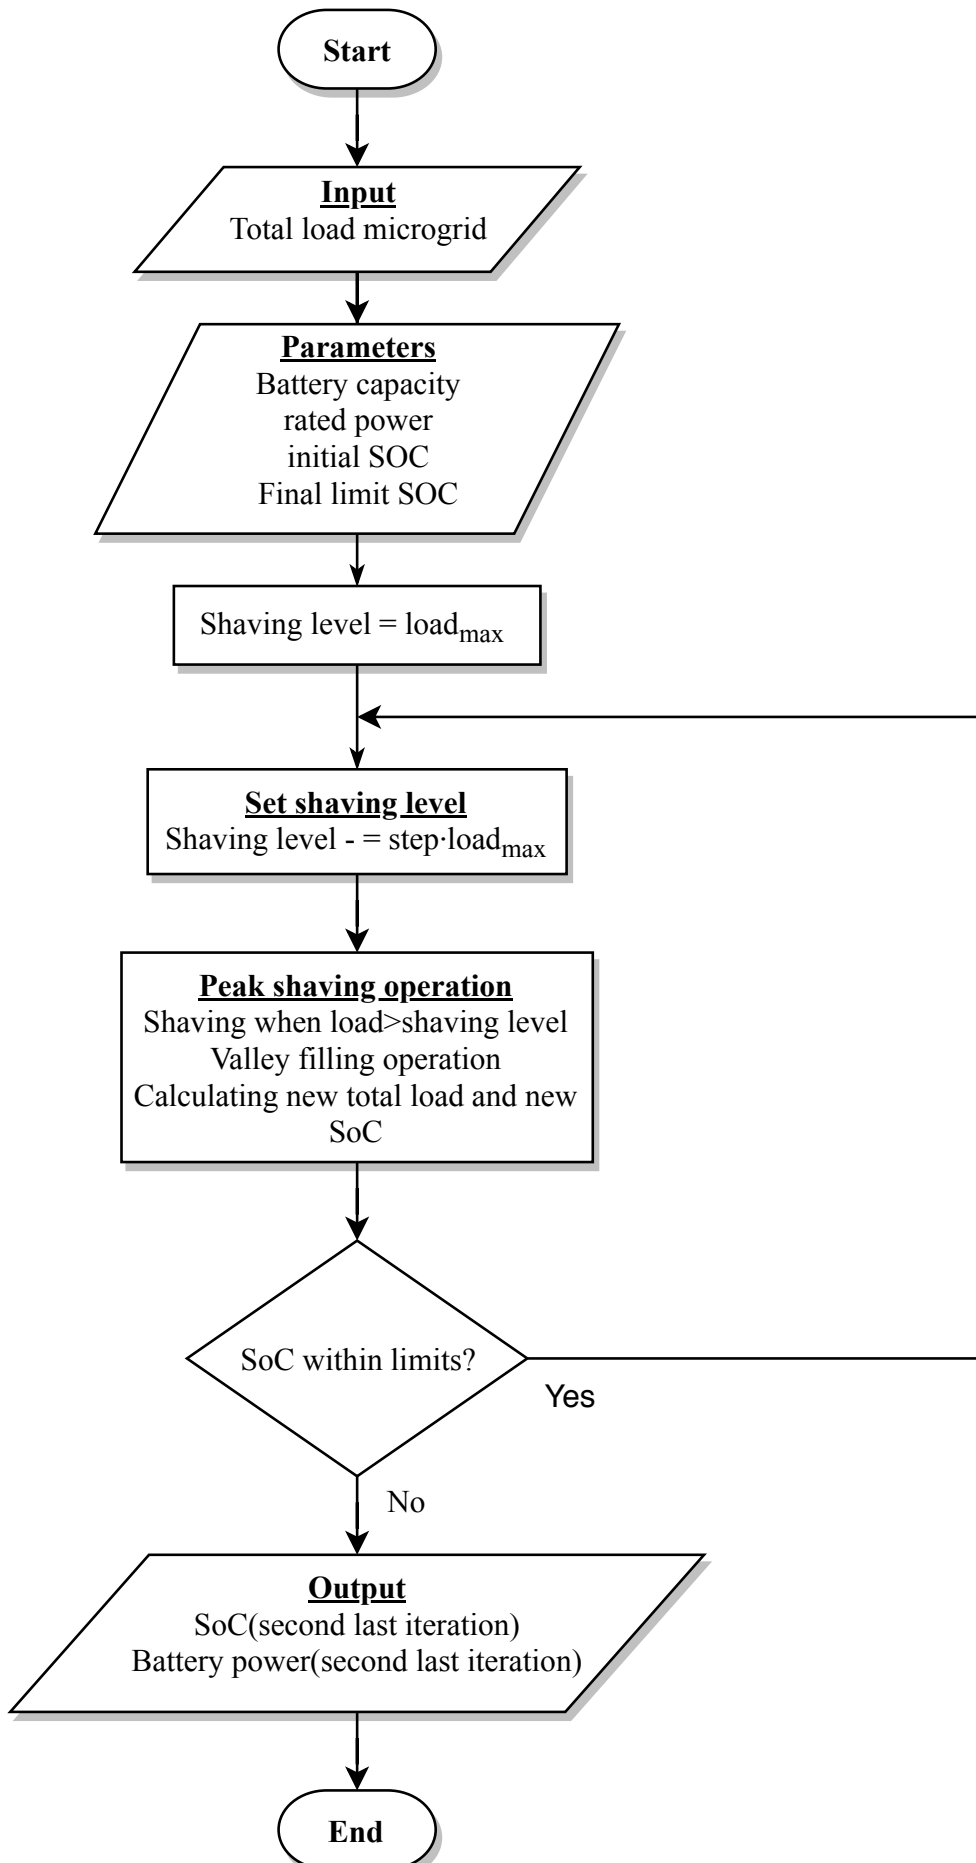 Start
Input
Total load microgrid
Parameters
Battery capacity
rated power
initial SOC
Final limit SOC
Shaving level = load_max
Set shaving level
Shaving level - = step·load_max
Peak shaving operation
Shaving when load>shaving level
Valley filling operation
Calculating new total load and new
SoC
SoC within limits?
Yes
No
Output
SoC(second last iteration)
Battery power(second last iteration)
End